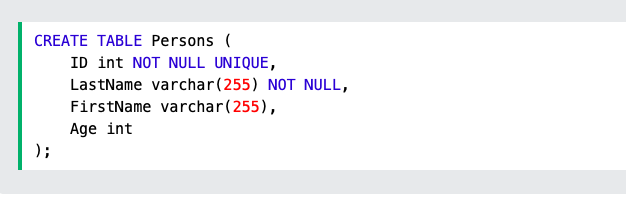 CREATE TABLE Persons (
    ID int NOT NULL UNIQUE,
    LastName varchar(255) NOT NULL,
    FirstName varchar(255),
    Age int
);